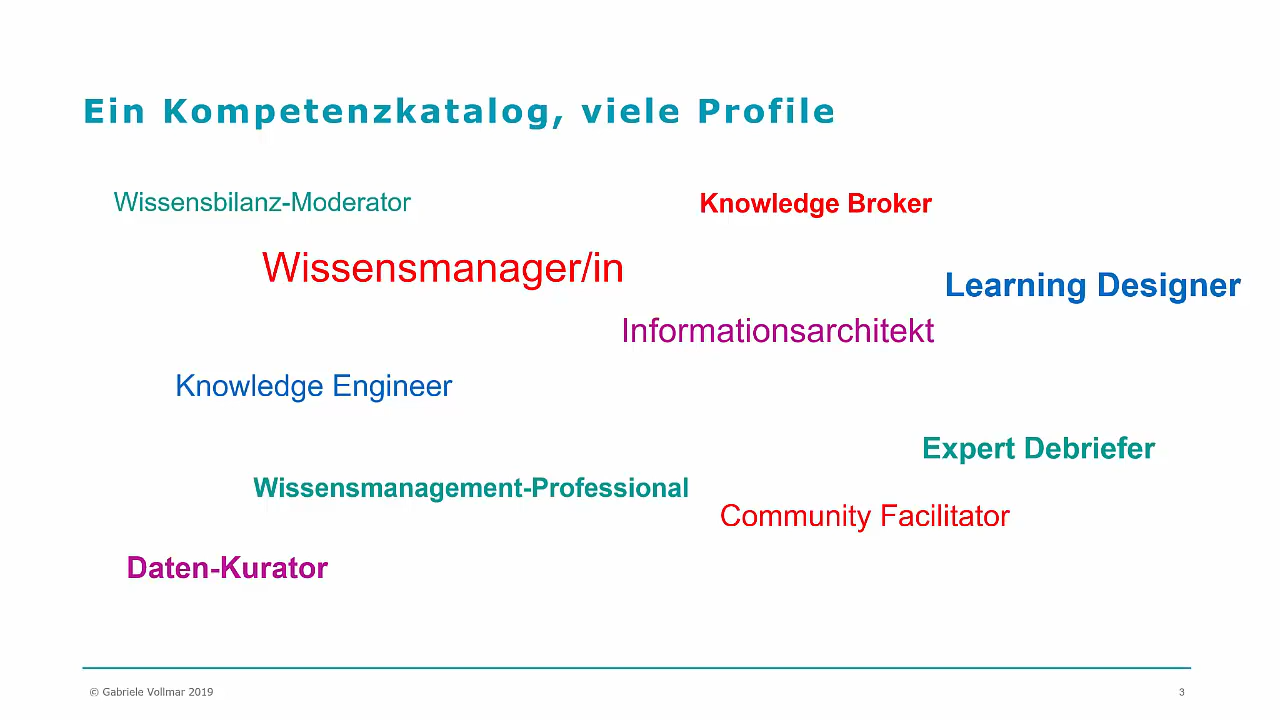 Ein Kompetenzkatalog, viele Profile
Wissensbilanz-Moderator
Knowledge Broker
Wissensmanager/in
Learning Designer
Informationsarchitekt
Knowledge Engineer
Expert Debriefer
Wissensmanagement-Professional
Community Facilitator
Daten-Kurator
© Gabriele Vollmar 2019
3